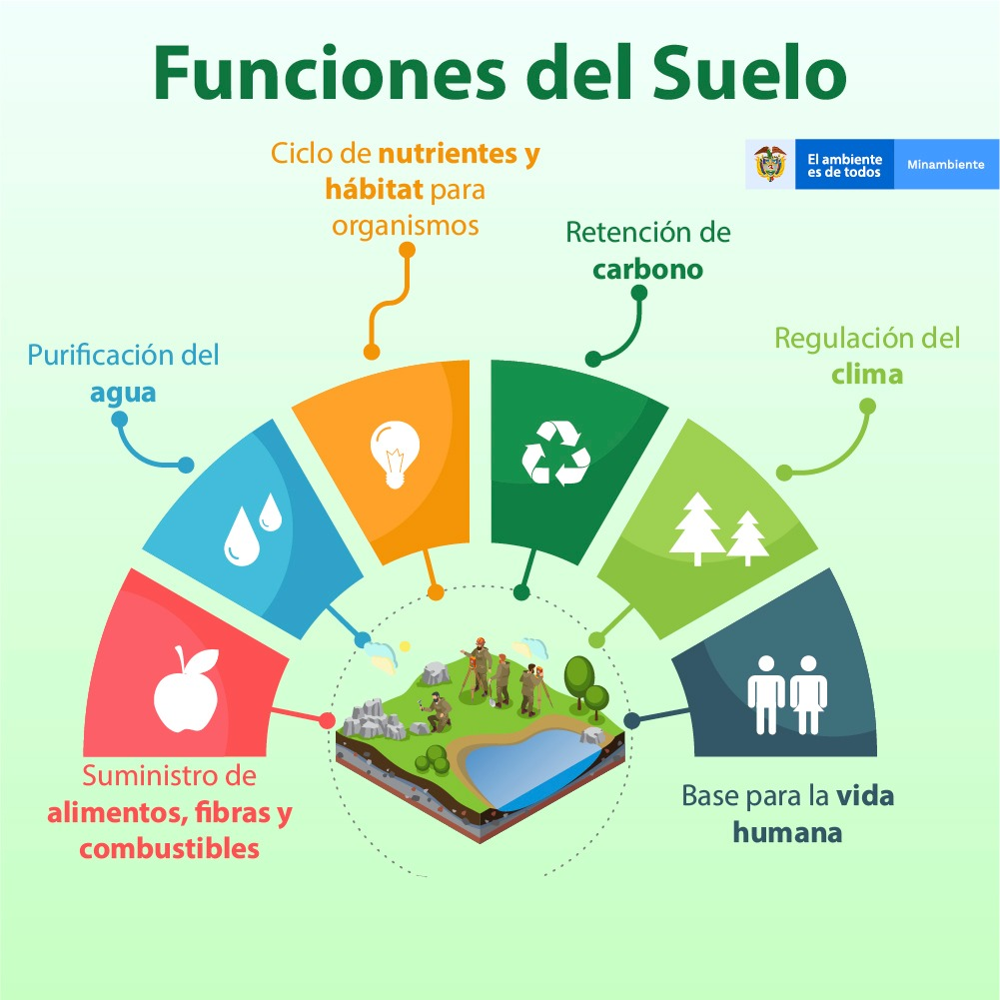 Funciones del Suelo
Ciclo de nutrientes y
hábitat para
organismos
El ambiente
es de todos
Minambiente
Retención de
carbono
Regulación del
clima
Purificación del
agua
Suministro de
alimentos, fibras y
combustibles
Base para la vida
humana